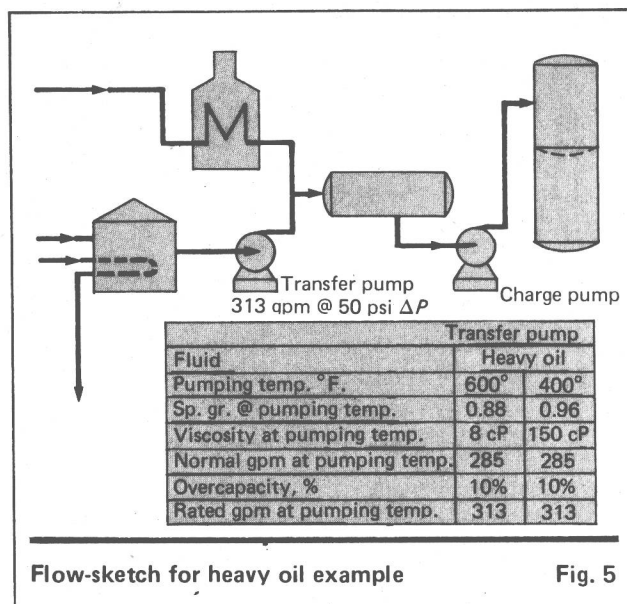 Transfer pump
313 gpm @ 50 psi ΔP
Charge pump
Transfer pump
Fluid Heavy oil
Pumping temp. °F. 600° 400°
Sp. gr. @ pumping temp. 0.88 0.96
Viscosity at pumping temp. 8 cP 150 cP
Normal gpm at pumping temp. 285 285
Overcapacity, % 10% 10%
Rated gpm at pumping temp. 313 313
Flow-sketch for heavy oil example Fig. 5